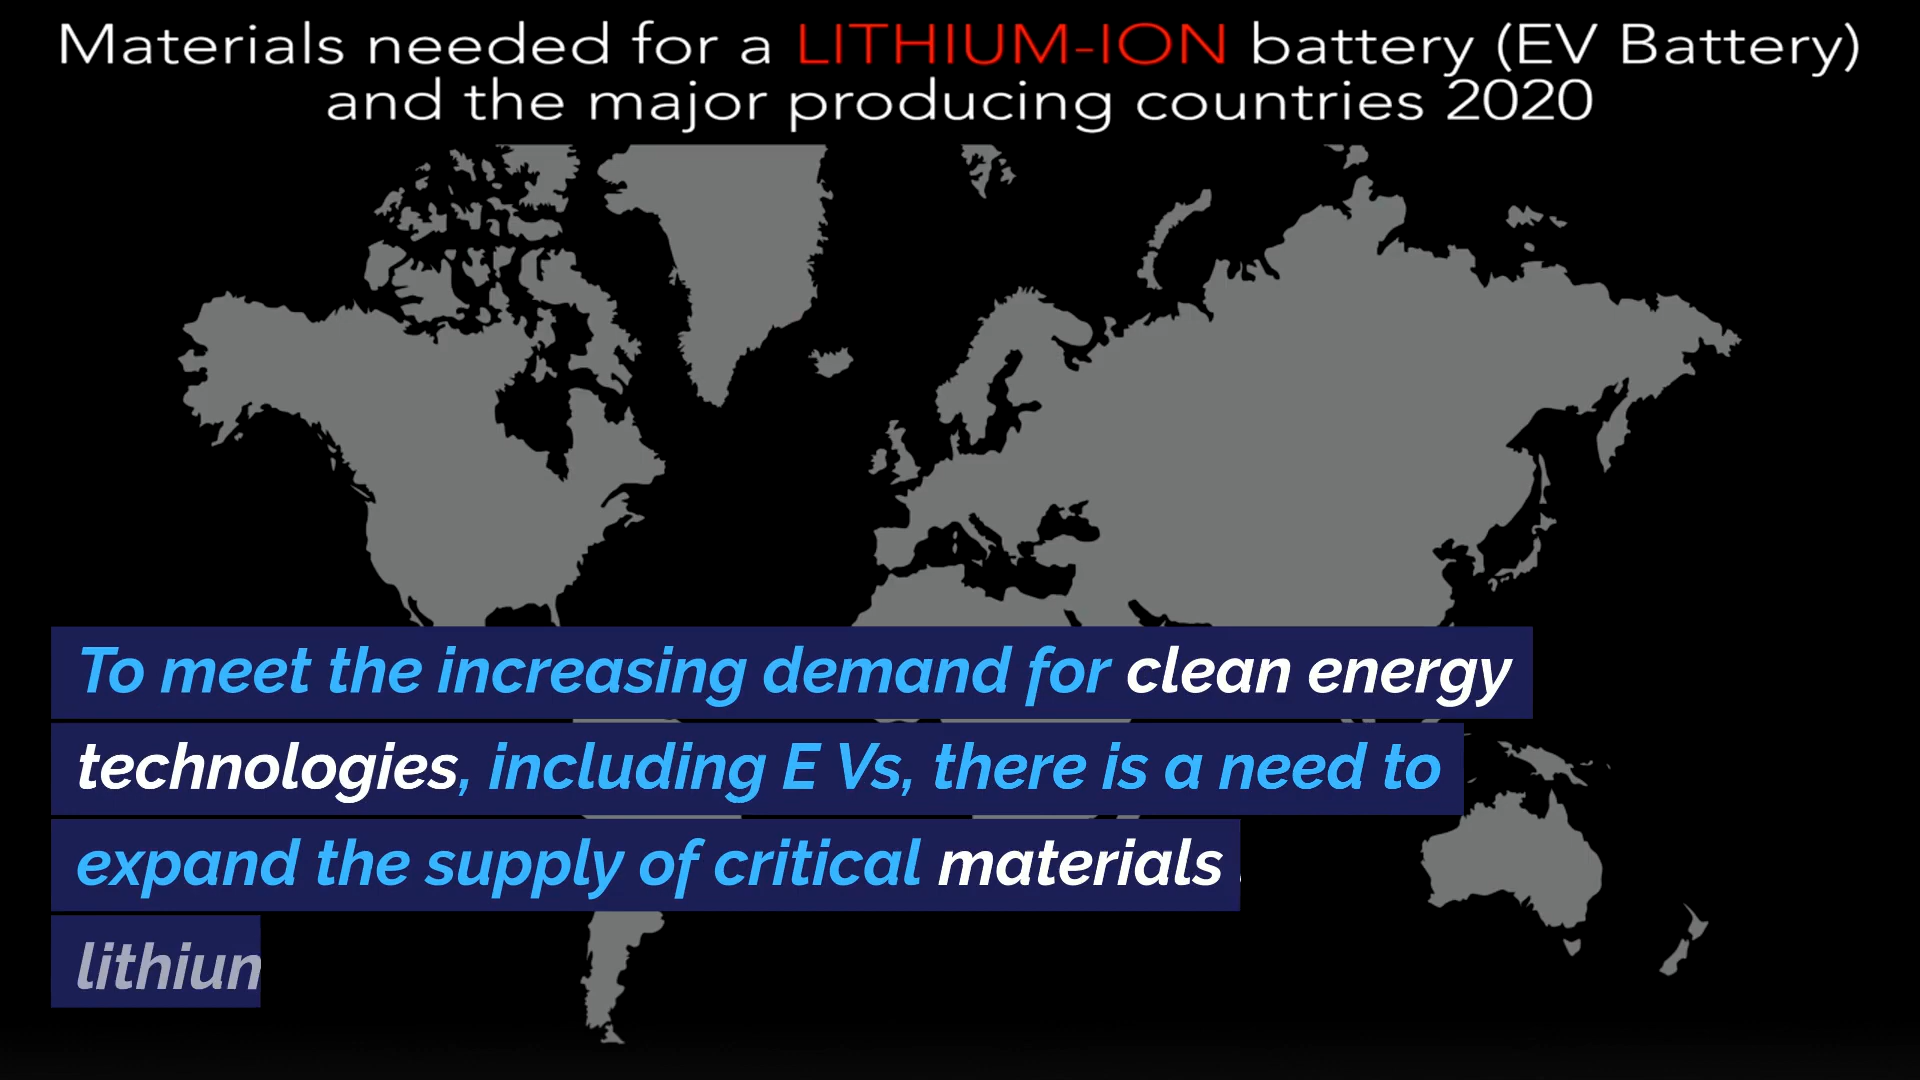 Materials needed for a LITHIUM-ION battery (EV Battery)
and the major producing countries 2020
To meet the increasing demand for clean energy
technologies, including E Vs, there is a need to
expand the supply of critical materials